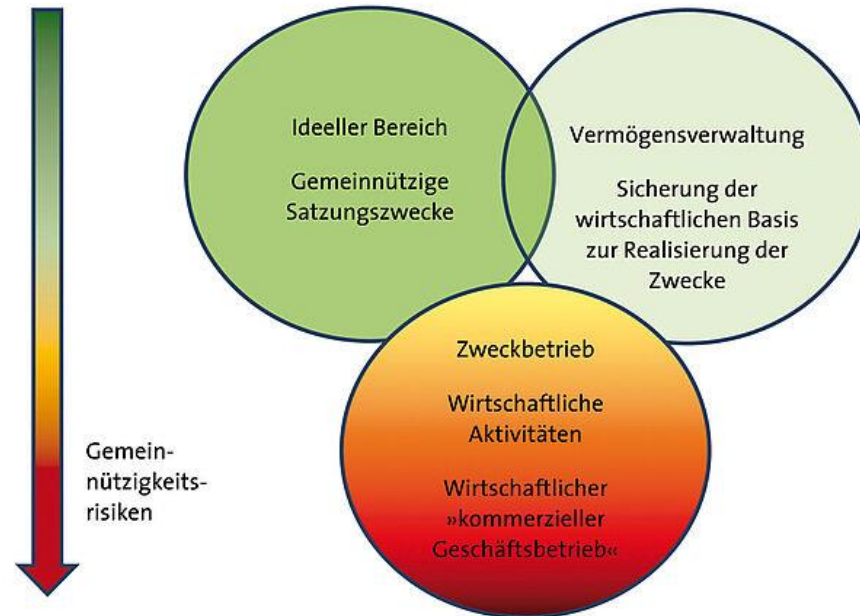 Ideeller Bereich
Gemeinnützige
Satzungszwecke
Vermögensverwaltung
Sicherung der
wirtschaftlichen Basis
zur Realisierung der
Zwecke
Zweckbetrieb
Wirtschaftliche
Aktivitäten
Wirtschaftlicher
»kommerzieller
Geschäftsbetrieb«
Gemein-
nützigkeits-
risiken